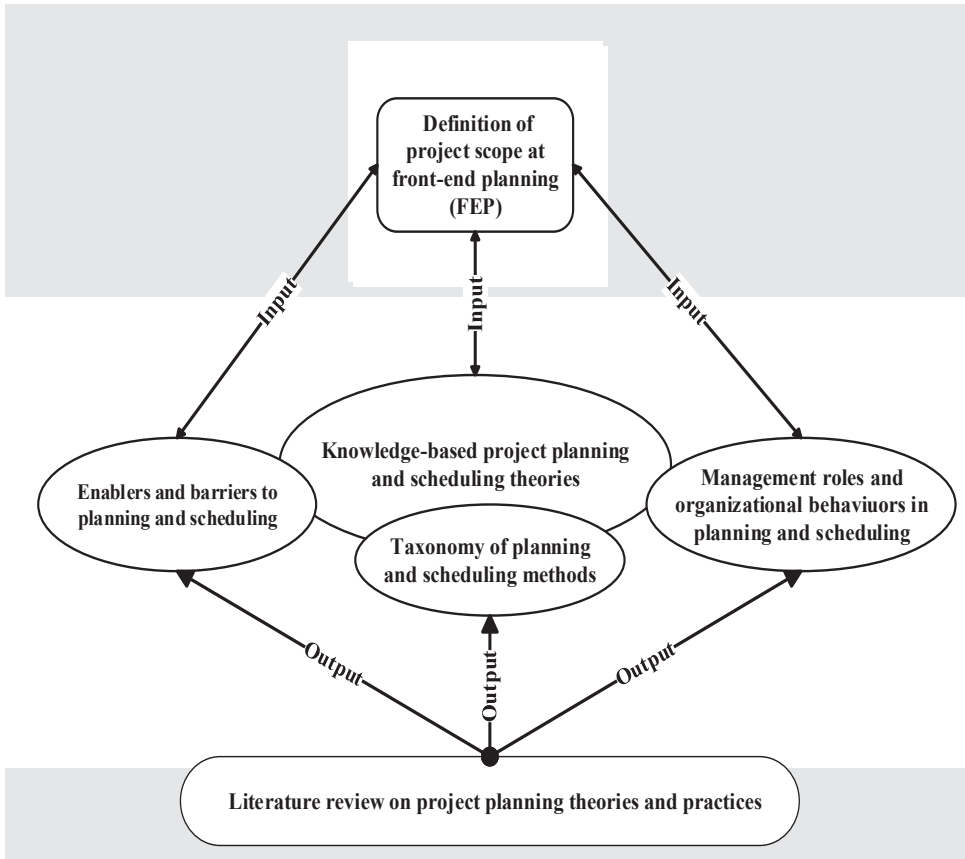 Definition of
project scope at
front-end planning
(FEP)
Input
Input
Input
Knowledge-based project planning
and scheduling theories
Enablers and barriers to
planning and scheduling
Management roles and
organizational behaviuors in
planning and scheduling
Taxonomy of planning
and scheduling methods
Output
Output
Output
Literature review on project planning theories and practices